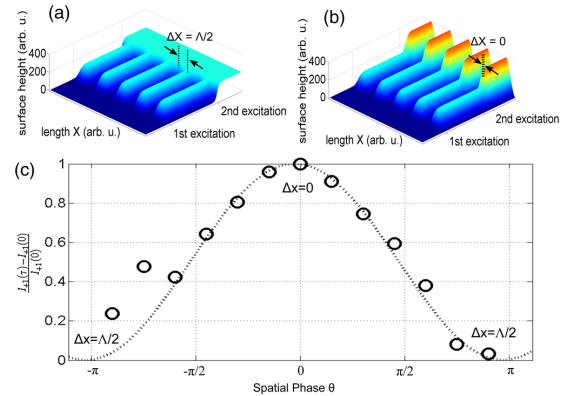 (a)
ΔX = Λ/2
surface height (arb. u.)
400
200
0
length X (arb. u.)
1st excitation
2nd excitation
(b)
ΔX = 0
surface height (arb. u.)
400
200
0
length X (arb. u.)
1st excitation
2nd excitation
(c)
I₊₁(τ)−I₊₁(0)
I₊₁(0)
1
0.8
0.6
0.4
0.2
0
Δx=0
Δx=Λ/2
Δx=Λ/2
-π
-π/2
0
π/2
π
Spatial Phase θ